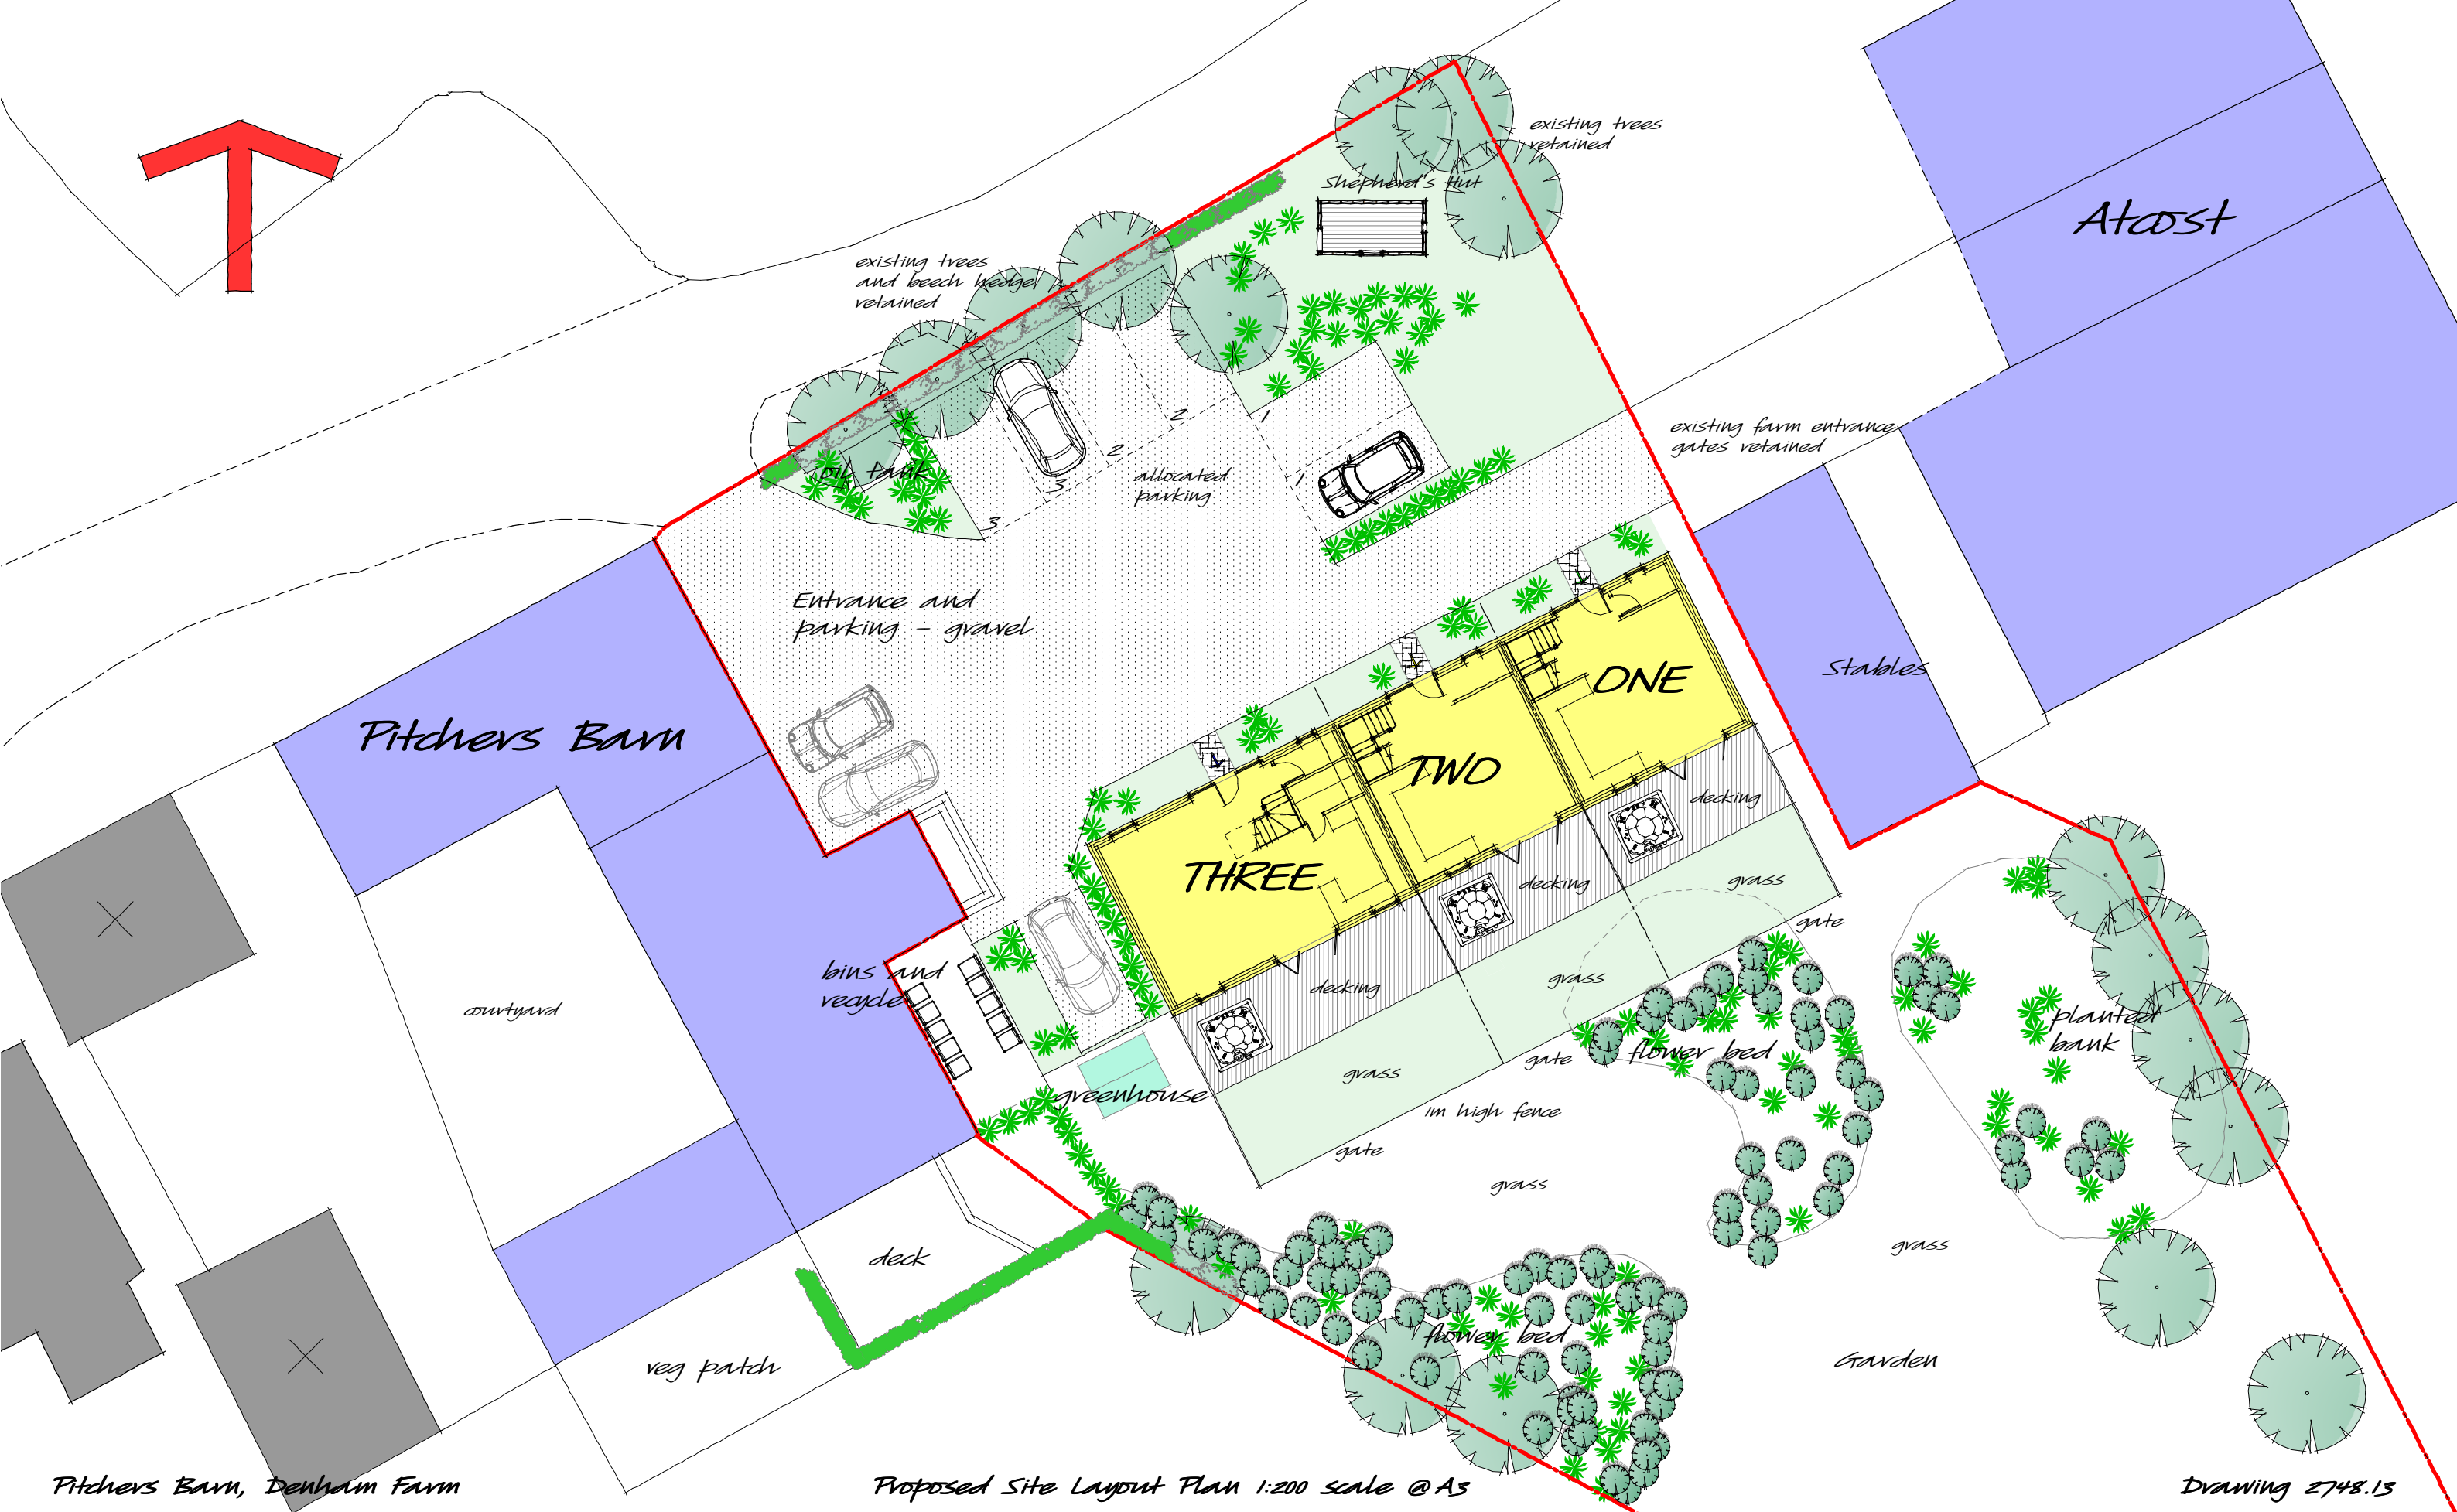 existing trees
retained
Shepherd's Hut
Atcost
existing trees
and beech hedge
retained
existing farm entrance
gates retained
oil tank
allocated
parking
1
1
2
2
3
3
Entrance and
parking - gravel
Stables
ONE
TWO
THREE
Pitchers Barn
decking
decking
decking
grass
grass
grass
gate
gate
gate
bins and
recycle
courtyard
greenhouse
flower bed
planted
bank
1m high fence
grass
grass
deck
flower bed
Garden
veg patch
Pitchers Barn, Denham Farm
Proposed Site Layout Plan 1:200 scale @ A3
Drawing 2748.13